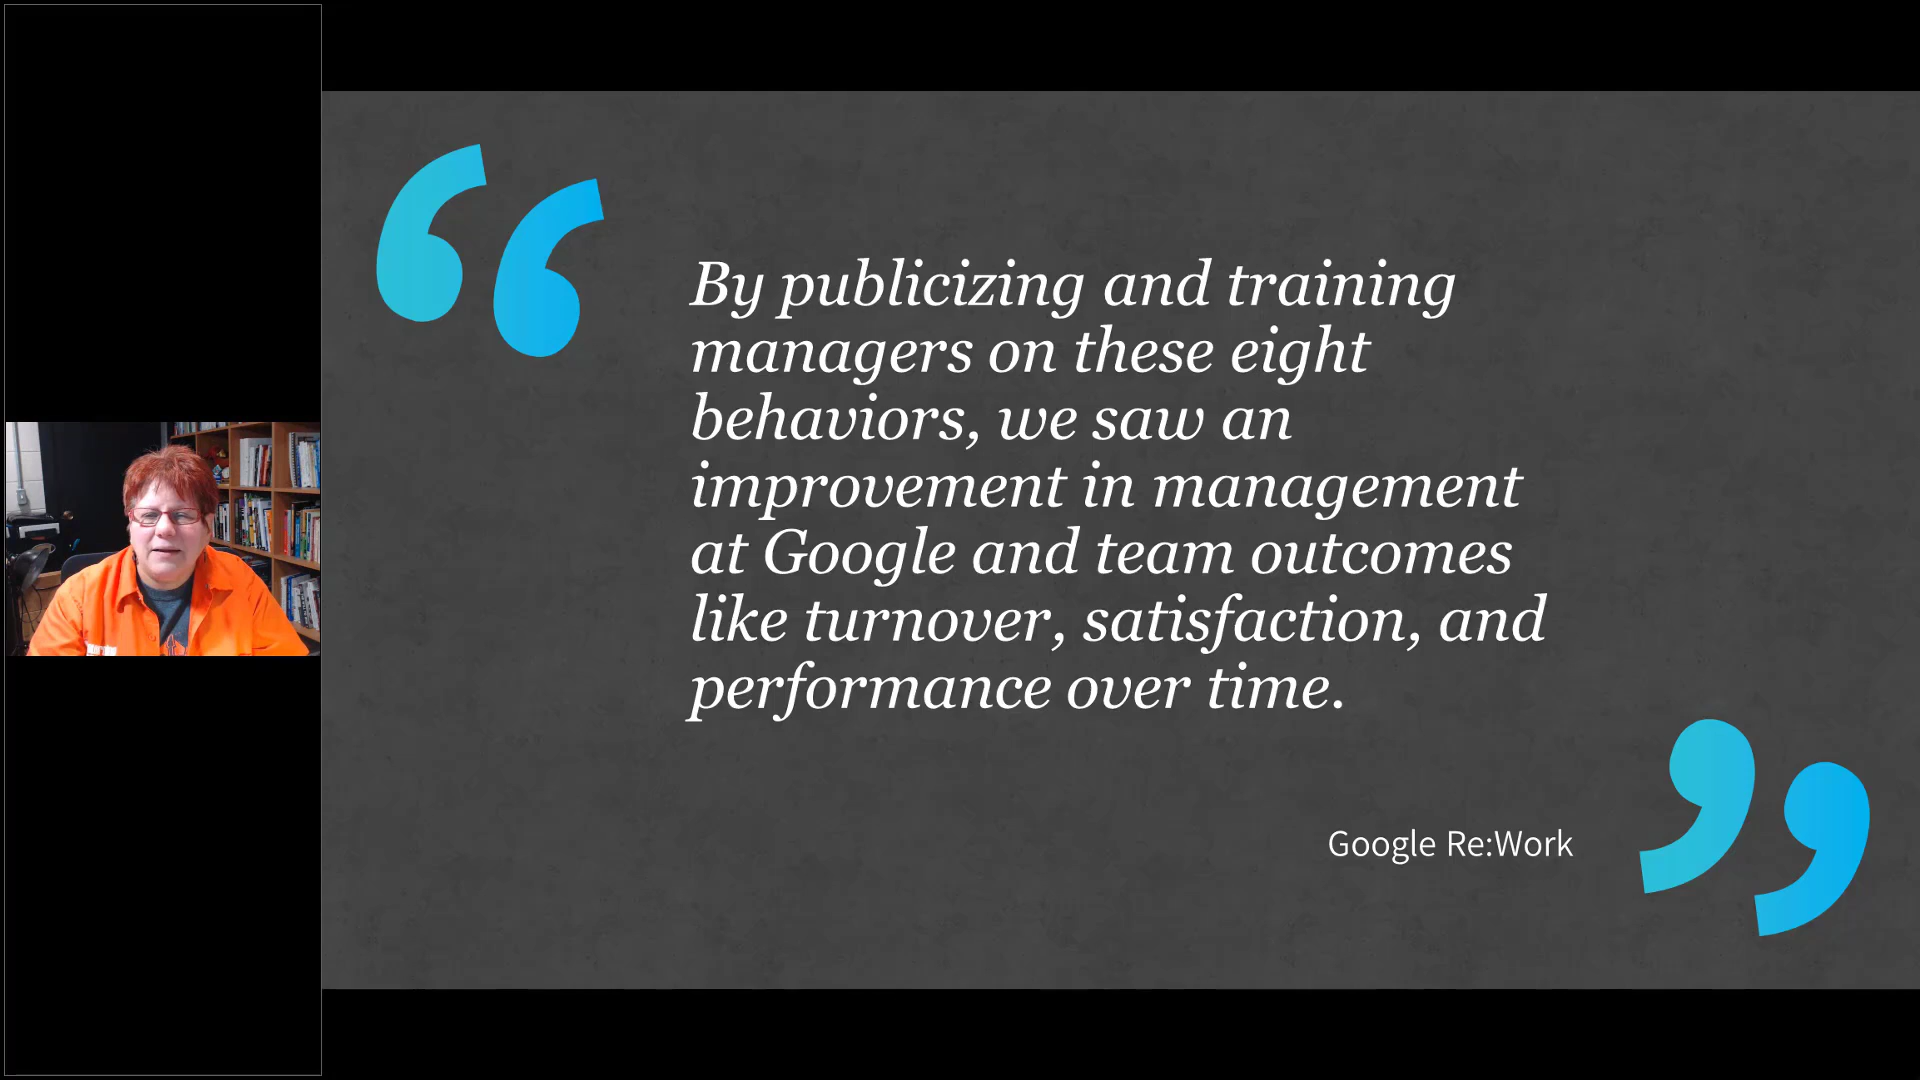 By publicizing and training
managers on these eight
behaviors, we saw an
improvement in management
at Google and team outcomes
like turnover, satisfaction, and
performance over time.
Google Re:Work